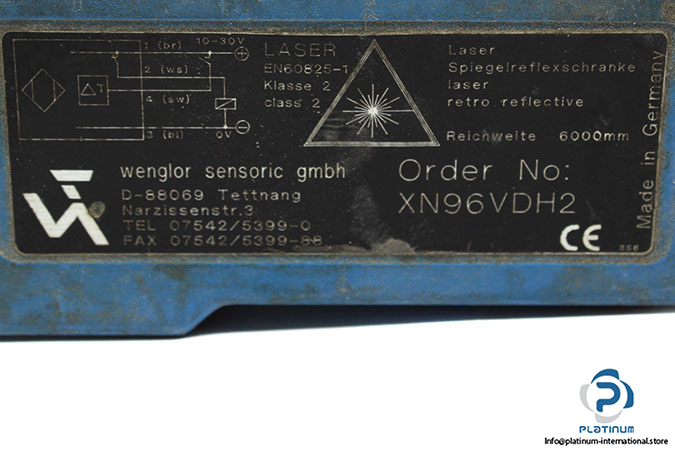 1 (br)
10-30V
2 (ws)
ΔT
4 (sw)
3 (bl)
0V
LASER
EN60825-1
Klasse 2
class 2
Laser
Spiegelreflexschranke
laser
retro reflective
Reichweite 6000mm
wenglor sensoric gmbh
D-88069 Tettnang
Narzissenstr.3
TEL 07542/5399-0
FAX 07542/5399-88
Order No:
XN96VDH2
CE
356
Made in Germany
PLATINUM
Info@platinum-international.store